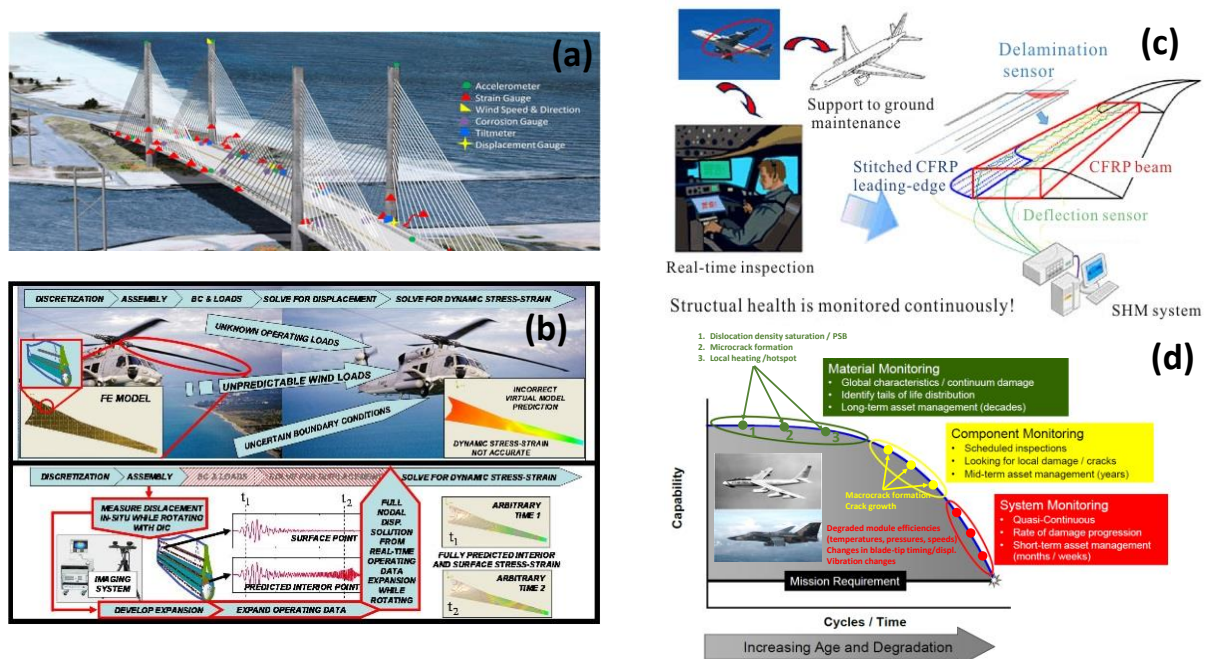 (a)
Accelerometer
Strain Gauge
Wind Speed & Direction
Corrosion Gauge
Tiltmeter
Displacement Gauge
(b)
DISCRETIZATION
ASSEMBLY
BC & LOADS
SOLVE FOR DISPLACEMENT
SOLVE FOR DYNAMIC STRESS-STRAIN
UNKNOWN OPERATING LOADS
UNPREDICTABLE WIND LOADS
UNCERTAIN BOUNDARY CONDITIONS
FE MODEL
INCORRECT
VIRTUAL MODEL
PREDICTION
DYNAMIC STRESS-STRAIN
NOT ACCURATE
DISCRETIZATION
ASSEMBLY
BC & LOADS
SOLVE FOR DYNAMIC STRESS-STRAIN
MEASURE DISLACEMENT
IN-SITU WHILE ROTATING
WITH DIC
t1
t2
SURFACE POINT
PREDICTED INTERIOR POINT
IMAGING
SYSTEM
DEVELOP EXPANSION
EXPAND OPERATING DATA
FULL
NODAL
DISP.
SOLUTION
FROM
REAL-TIME
OPERATING
DATA
EXPANSION
WHILE
ROTATING
ARBITRARY
TIME 1
t1
FULLY PREDICTED INTERIOR
AND SURFACE STRESS-STRAIN
ARBITRARY
TIME 2
t2
(c)
Delamination
sensor
Support to ground
maintenance
Stitched CFRP
leading-edge
CFRP beam
Deflection sensor
Real-time inspection
SHM system
Structual health is monitored continuously!
(d)
1. Dislocation density saturation / PSB
2. Microcrack formation
3. Local heating /hotspot
Material Monitoring
• Global characteristics / continuum damage
• Identify tails of life distribution
• Long-term asset management (decades)
1
2
3
Component Monitoring
• Scheduled inspections
• Looking for local damage / cracks
• Mid-term asset management (years)
Macrocrack formation
Crack growth
System Monitoring
• Quasi-Continuous
• Rate of damage progression
• Short-term asset management
(months / weeks)
Degraded module efficiencies
(temperatures, pressures, speeds)
Changes in blade-tip timing/displ.
Vibration changes
Capability
Mission Requirement
Cycles / Time
Increasing Age and Degradation